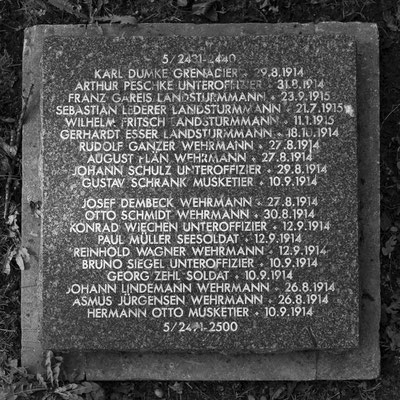 5/2431-2440
KARL DUMKE GRENADIER + 29.8.1914
ARTHUR PESCHKE UNTEROFFIZIER + 31.8.1914
FRANZ GAREIS LANDSTURMMANN + 23.9.1915
SEBASTIAN LEDERER LANDSTURMMANN + 21.7.1915
WILHELM FRITSCH LANDSTURMMANN + 11.1.1915
GERHARDT ESSER LANDSTURMMANN + 18.10.1914
RUDOLF GANZER WEHRMANN + 27.8.1914
AUGUST PLÄN WEHRMANN + 27.8.1914
JOHANN SCHULZ UNTEROFFIZIER + 29.8.1914
GUSTAV SCHRANK MUSKETIER + 10.9.1914
JOSEF DEMBECK WEHRMANN + 27.8.1914
OTTO SCHMIDT WEHRMANN + 30.8.1914
KONRAD WIECHEN UNTEROFFIZIER + 12.9.1914
PAUL MÜLLER SEESOLDAT + 12.9.1914
REINHOLD WAGNER WEHRMANN + 12.9.1914
BRUNO SIEGEL UNTEROFFIZIER + 10.9.1914
GEORG ZEHL SOLDAT + 10.9.1914
JOHANN LINDEMANN WEHRMANN + 26.8.1914
ASMUS JÜRGENSEN WEHRMANN + 26.8.1914
HERMANN OTTO MUSKETIER + 10.9.1914
5/2491-2500